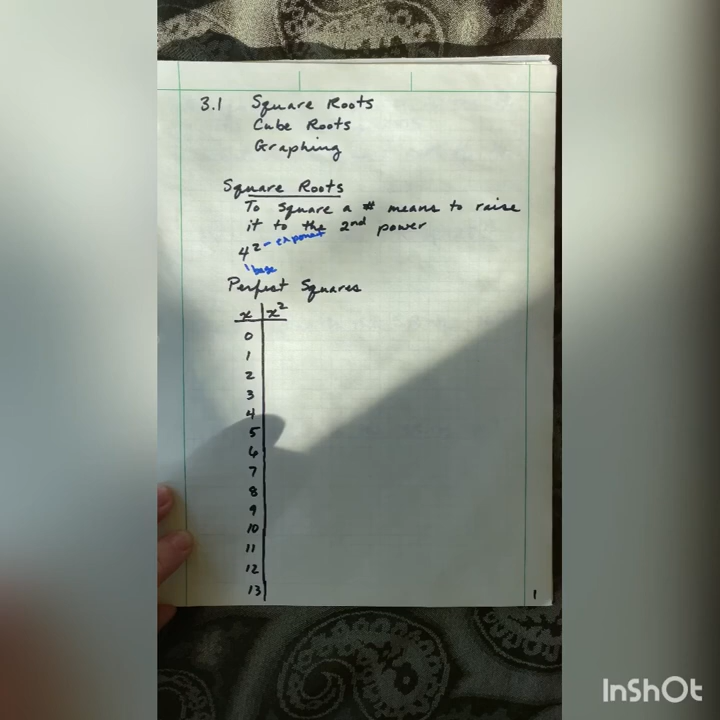 3.1 Square Roots
Cube Roots
Graphing
Square Roots
To square a # means to raise
it to the 2nd power
4² - exponent
base
Perfect Squares
x x²
0
1
2
3
4
5
6
7
8
9
10
11
12
13
1
InShOt